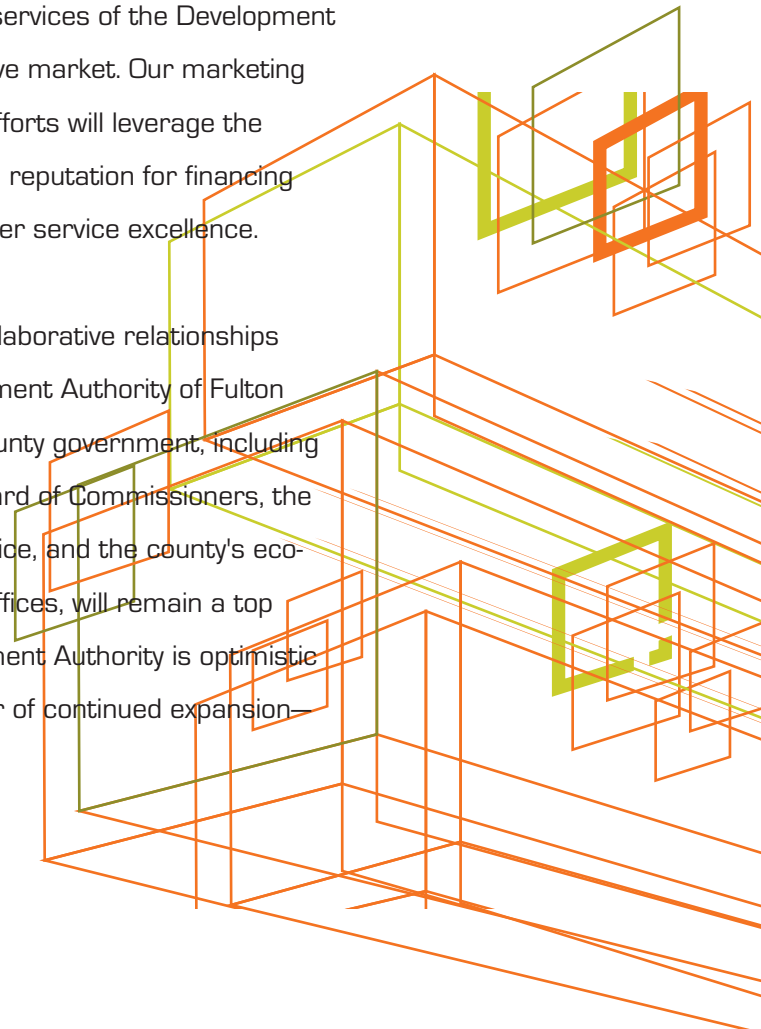 services of the Development
ve market. Our marketing
fforts will leverage the
reputation for financing
er service excellence.
laborative relationships
ment Authority of Fulton
unty government, including
ard of Commissioners, the
ice, and the county's eco-
ffices, will remain a top
nent Authority is optimistic
r of continued expansion—